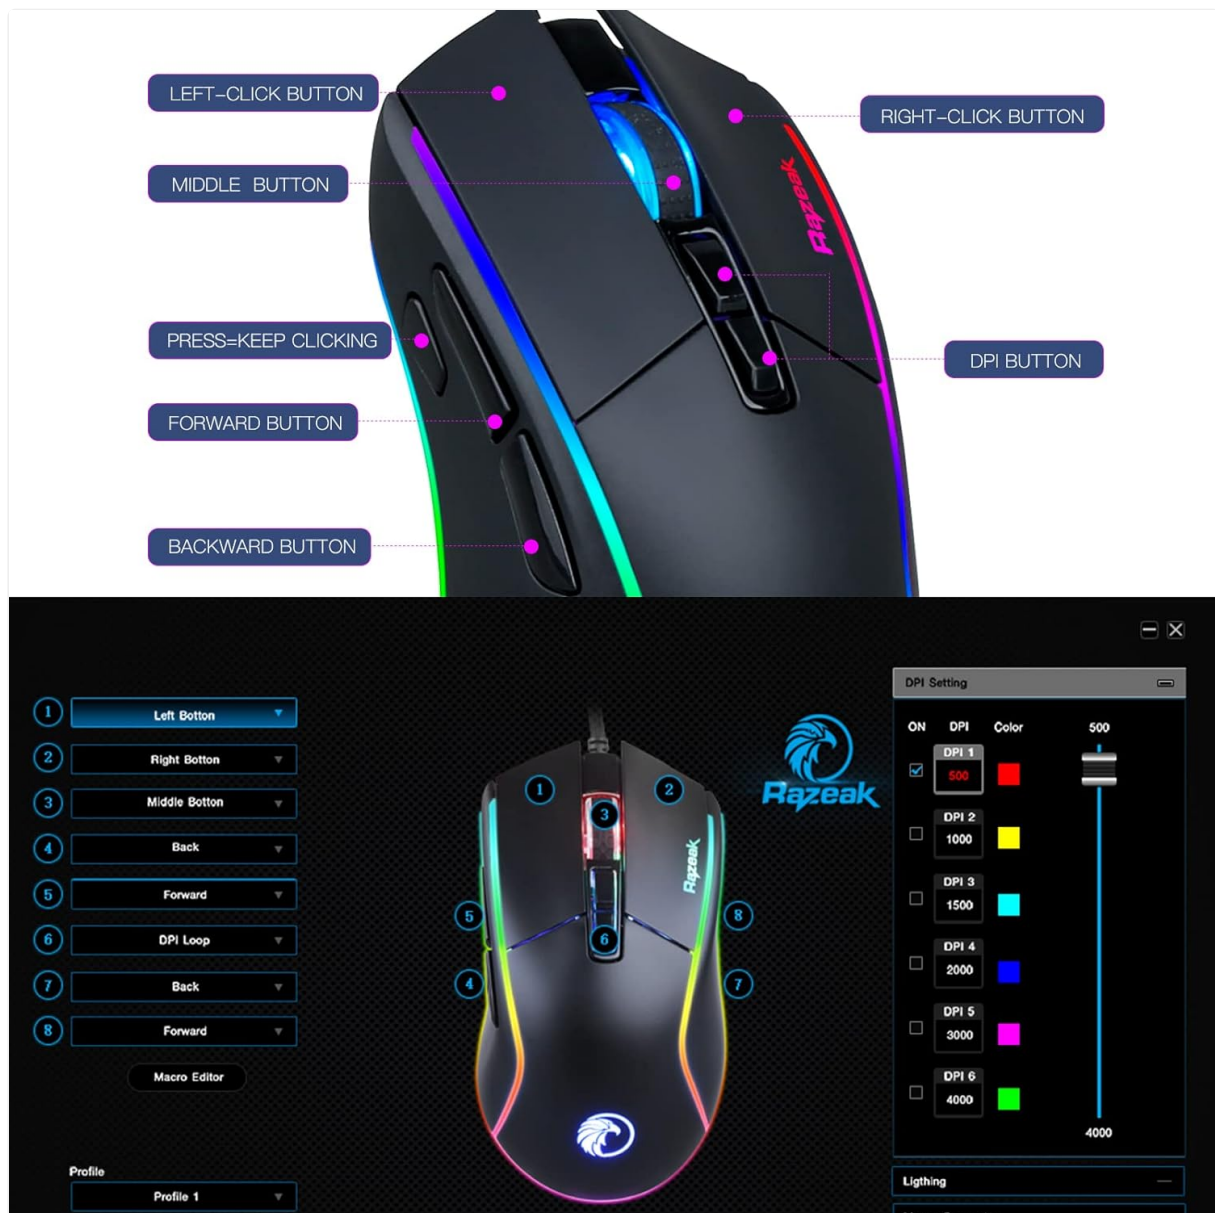 LEFT-CLICK BUTTON
RIGHT-CLICK BUTTON
MIDDLE BUTTON
Razeak
PRESS=KEEP CLICKING
DPI BUTTON
FORWARD BUTTON
BACKWARD BUTTON
1 Left Botton
2 Right Botton
3 Middle Botton
4 Back
5 Forward
6 DPI Loop
7 Back
8 Forward
Macro Editor
Profile
Profile 1
1
2
3
Razeak
5
8
6
4
7
Razeak
DPI Setting
ON DPI Color 500
DPI 1
500
DPI 2
1000
DPI 3
1500
DPI 4
2000
DPI 5
3000
DPI 6
4000
4000
Ligthing